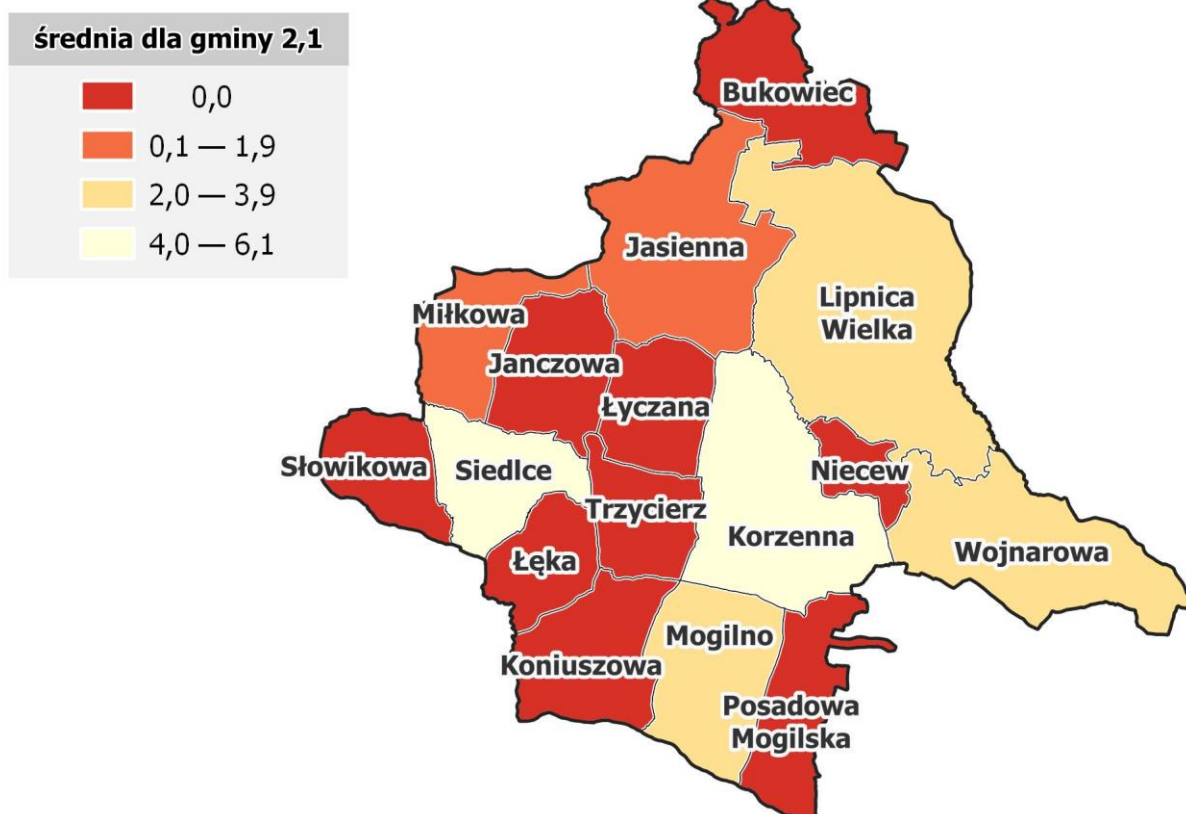 średnia dla gminy 2,1
0,0
0,1 — 1,9
2,0 — 3,9
4,0 — 6,1
Bukowiec
Jasienna
Lipnica
Wielka
Miłkowa
Janczowa
Łyczana
Słowikowa
Siedlce
Niecew
Trzycierz
Korzenna
Wojnarowa
Łęka
Mogilno
Koniuszowa
Posadowa
Mogilska